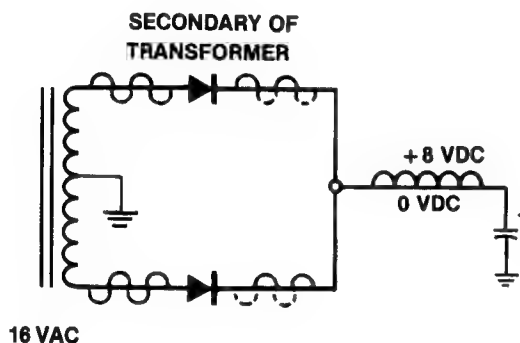 SECONDARY OF
TRANSFORMER
+8 VDC
0 VDC
16 VAC